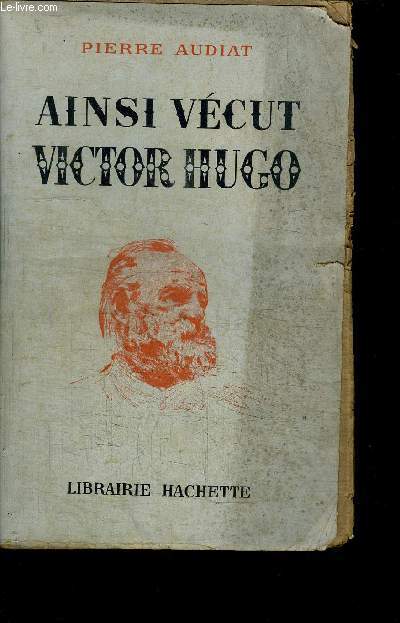 Le-livre.com
PIERRE AUDIAT
AINSI VÉCUT
VICTOR HUGO
LIBRAIRIE HACHETTE